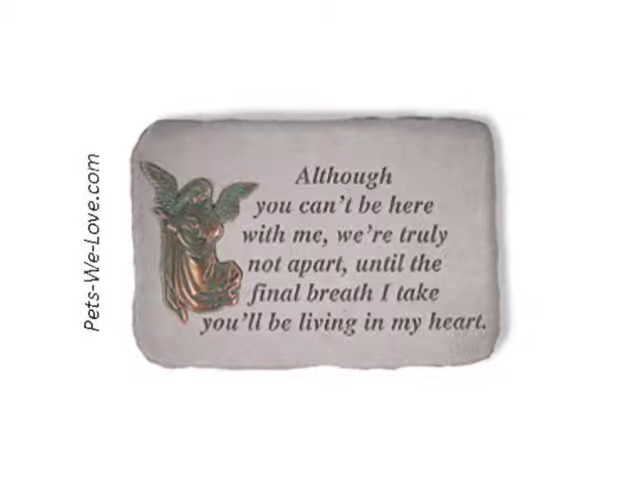 Although
you can't be here
with me, we're truly
not apart, until the
final breath I take
you'll be living in my heart.
Pets-We-Love.com